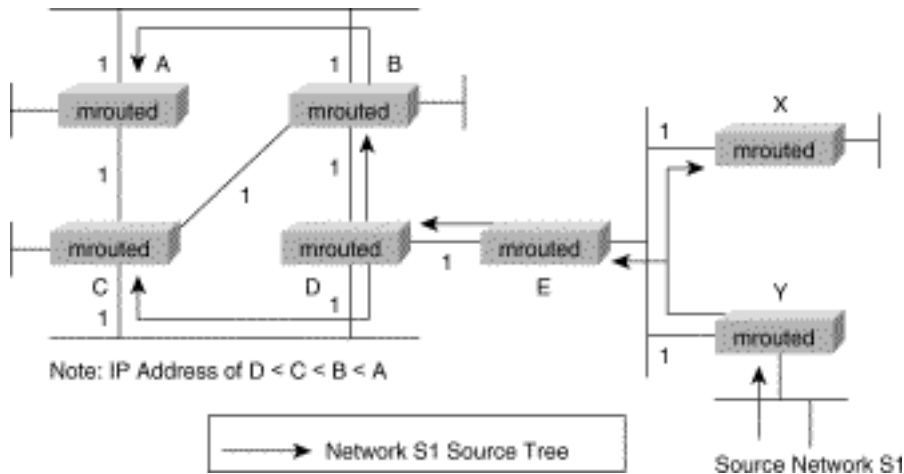 1 A 1 B
mrouted mrouted
X
1
mrouted
1 1 1
mrouted mrouted mrouted
1
C D E Y
1 1
mrouted
1
Note: IP Address of D < C < B < A
Network S1 Source Tree
Source Network S1